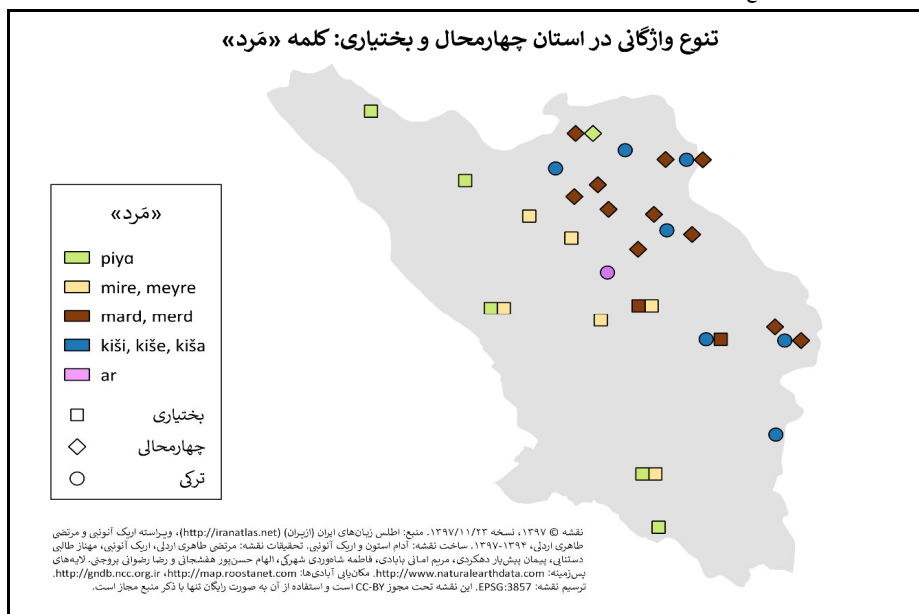 تنوع واژگانی در استان چهارمحال و بختیاری: کلمه «مَرد»
«مَرد»
piyɑ
mire, meyre
mard, merd
kiši, kiše, kiša
ar
بختیاری
چهارمحالی
ترکی
نقشه © ۱۳۹۷، نسخه ۱۳۹۷/۱۱/۲۳. منبع: اطلس زبان‌های ایران (ازیران) (http://iranatlas.net)، ویراسته اریک آنونبی و مرتضی
طاهری اردلی، ۱۳۹۴-۱۳۹۷. ساخت نقشه: آدام استون و اریک آنونبی. تحقیقات نقشه: مرتضی طاهری اردلی، اریک آنونبی، مهناز طالبی
دستنایی، پیمان پیش‌یار دهکردی، مریم امانی بابادی، فاطمه شاه‌وردی شهرکی، الهام حسن‌پور هفشجانی و رضا رضوانی بروجنی. لایه‌های
پس‌زمینه: http://www.naturalearthdata.com. مکان‌یابی آبادی‌ها: http://map.roostanet.com، http://gndb.ncc.org.ir.
ترسیم نقشه: EPSG:3857. این نقشه تحت مجوز CC-BY است و استفاده از آن به صورت رایگان تنها با ذکر منبع مجاز است.